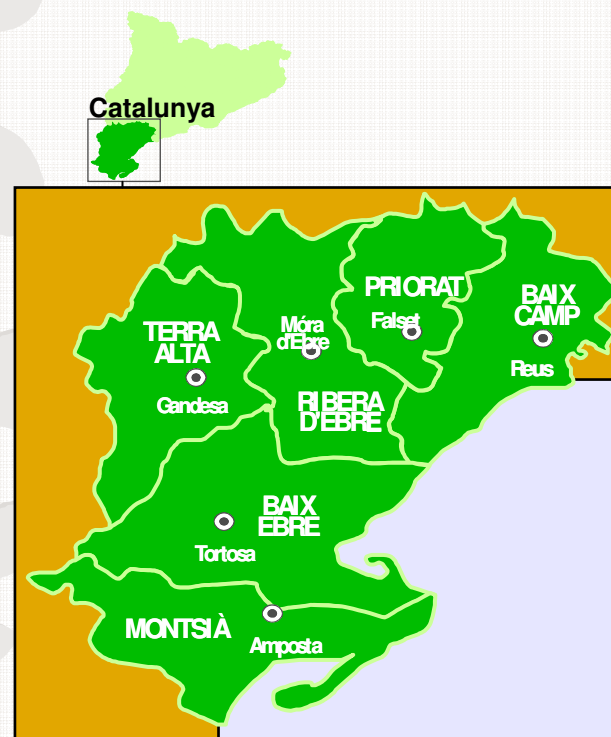 Catalunya
PRIORAT
BAIX
CAMP
Móra
d'Ebre
Falset
TERRA
ALTA
Reus
Gandesa
RIBERA
D'EBRE
BAIX
EBRE
Tortosa
MONTSIÀ
Amposta